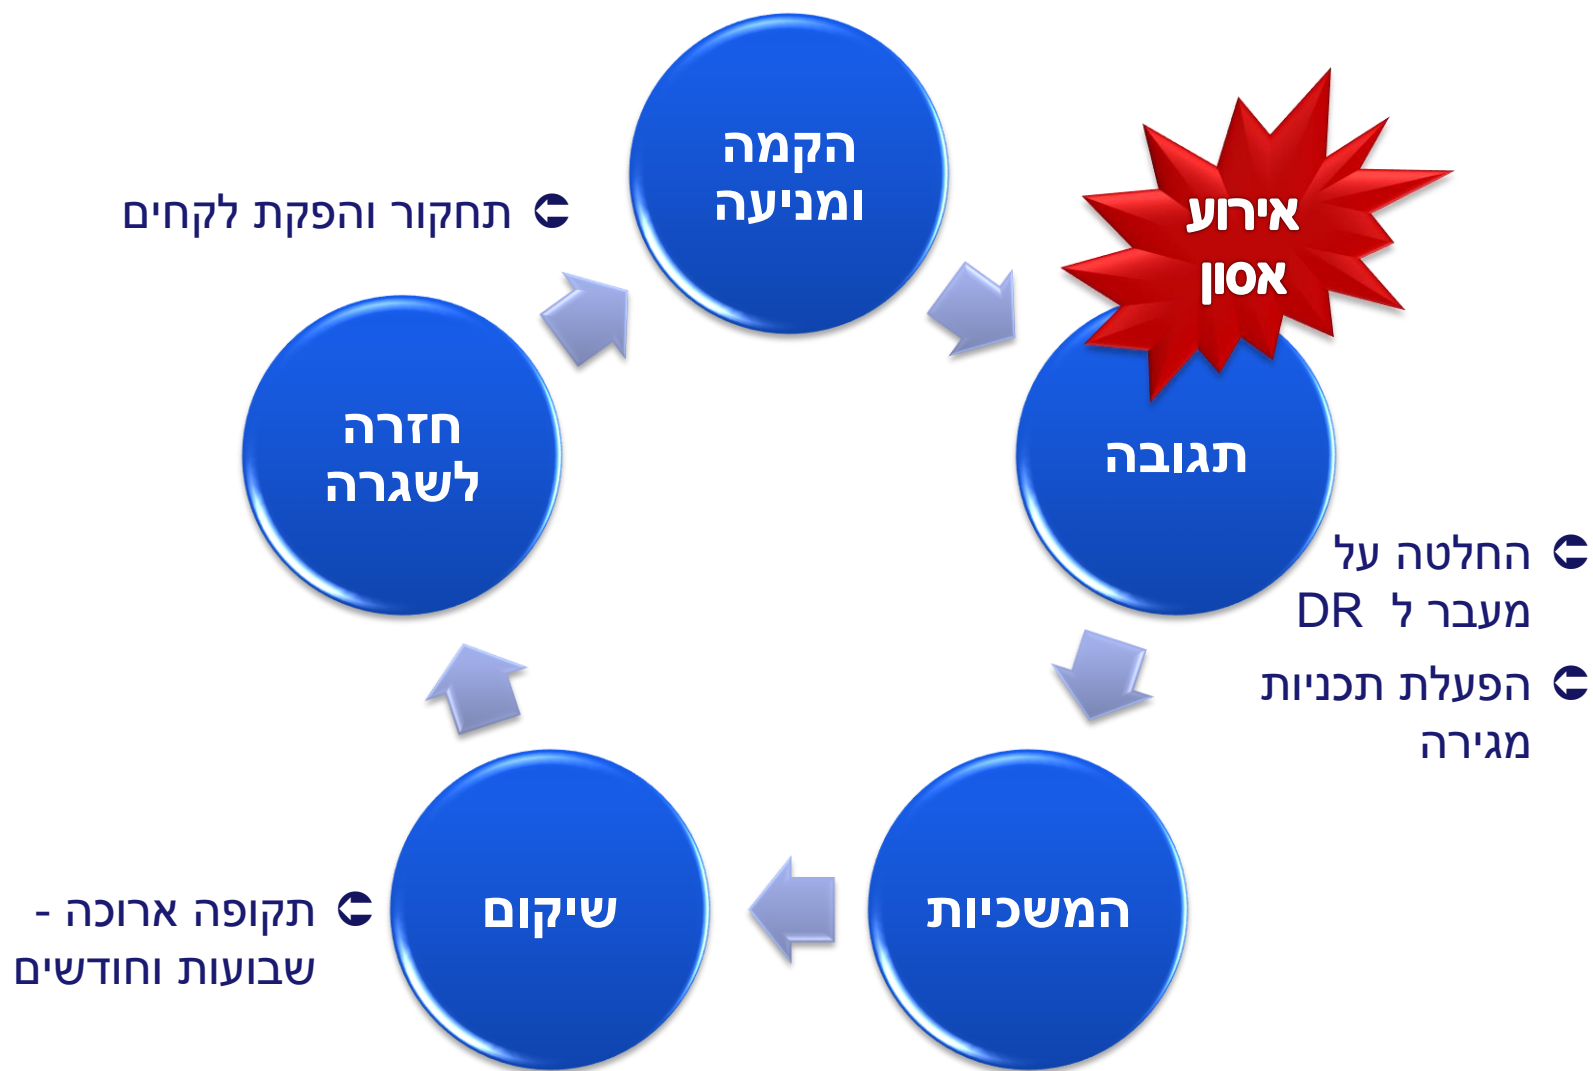 הקמה
ומניעה
אירוע
אסון
תגובה
החלטה על
מעבר ל DR
הפעלת תכניות
מגירה
המשכיות
שיקום
תקופה ארוכה -
שבועות וחודשים
חזרה
לשגרה
תחקור והפקת לקחים